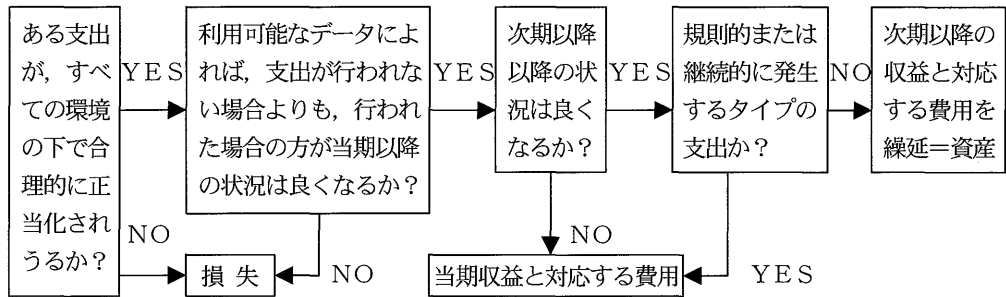 ある支出
が，すべ
ての環境
の下で合
理的に正
当化され
うるか？
YES
NO
利用可能なデータによ
れば，支出が行われな
い場合よりも，行われ
た場合の方が当期以降
の状況は良くなるか？
YES
NO
損 失
次期以降
以降の状
況は良く
なるか？
YES
NO
規則的または
継続的に発生
するタイプの
支出か？
NO
YES
当期収益と対応する費用
次期以降の
収益と対応
する費用を
繰延＝資産